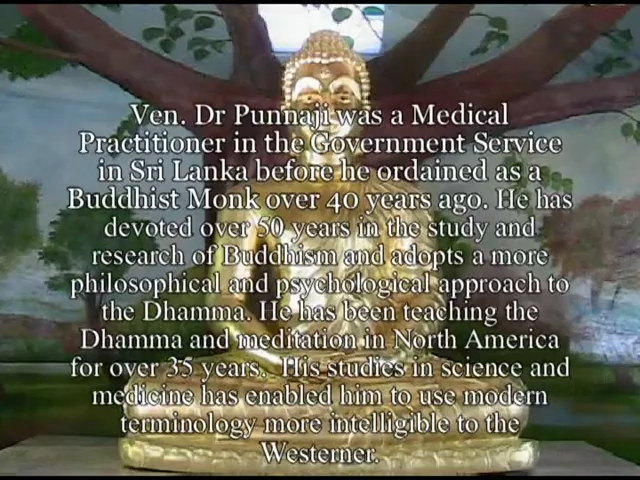 Ven. Dr Punnaji was a Medical
Practitioner in the Government Service
in Sri Lanka before he ordained as a
Buddhist Monk over 40 years ago. He has
devoted over 50 years in the study and
research of Buddhism and adopts a more
philosophical and psychological approach to
the Dhamma. He has been teaching the
Dhamma and meditation in North America
for over 35 years. His studies in science and
medicine has enabled him to use modern
terminology more intelligible to the
Westerner.